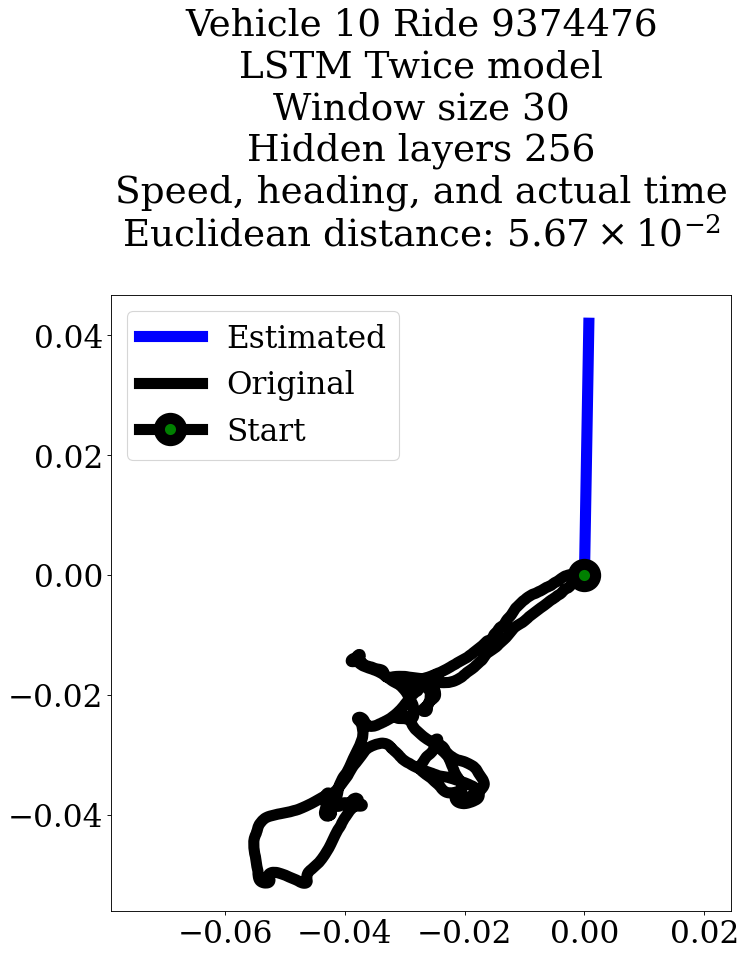 Vehicle 10 Ride 9374476
LSTM Twice model
Window size 30
Hidden layers 256
Speed, heading, and actual time
Euclidean distance: 5.67 × 10⁻²
Estimated
Original
Start
0.04
0.02
0.00
−0.02
−0.04
−0.06 −0.04 −0.02 0.00 0.02